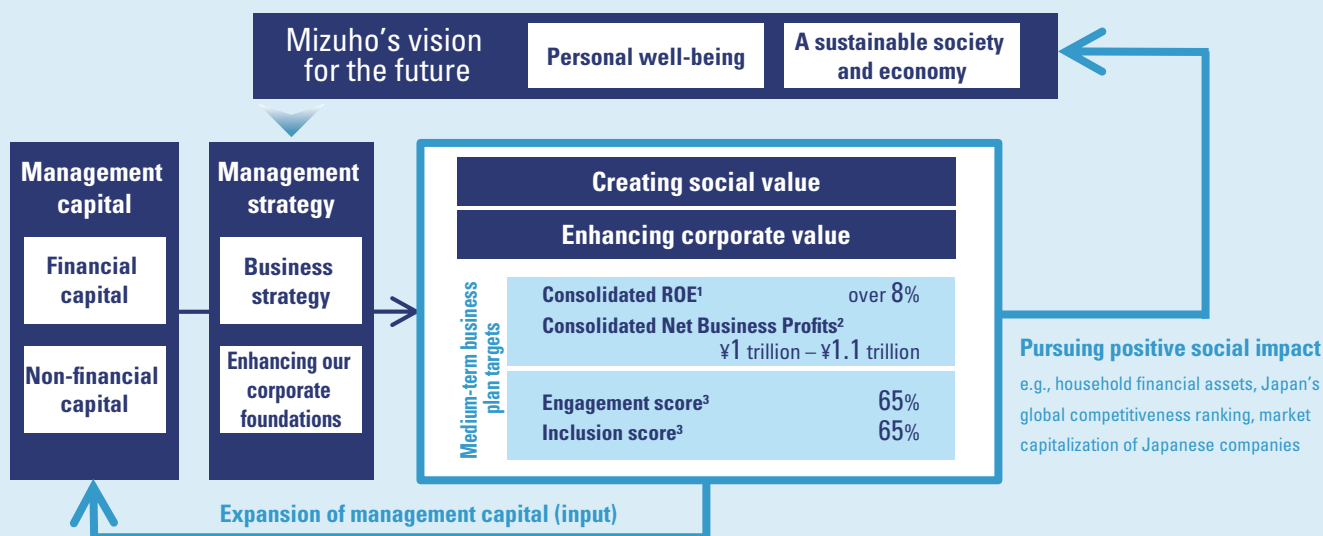 Mizuho's vision
for the future
Personal well-being
A sustainable society
and economy
Management
capital
Financial
capital
Non-financial
capital
Management
strategy
Business
strategy
Enhancing our
corporate
foundations
Creating social value
Enhancing corporate value
Medium-term business
plan targets
Consolidated ROE¹ over 8%
Consolidated Net Business Profits²
¥1 trillion – ¥1.1 trillion
Engagement score³ 65%
Inclusion score³ 65%
Pursuing positive social impact
e.g., household financial assets, Japan's
global competitiveness ranking, market
capitalization of Japanese companies
Expansion of management capital (input)